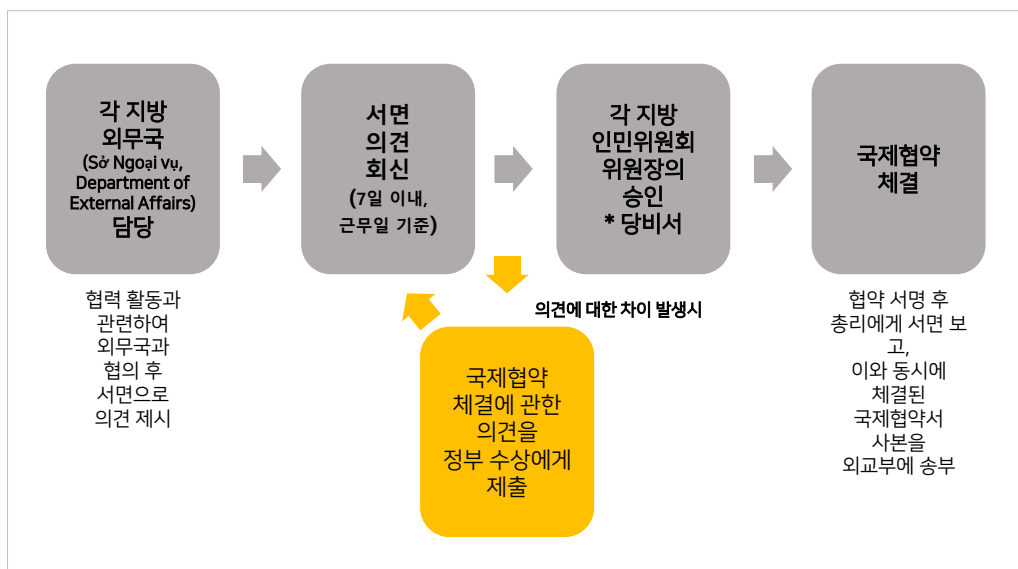 각 지방
외무국
(Sở Ngoại vụ,
Department of
External Affairs)
담당
협력 활동과
관련하여
외무국과
협의 후
서면으로
의견 제시
서면
의견
회신
(7일 이내,
근무일 기준)
각 지방
인민위원회
위원장의
승인
* 당비서
의견에 대한 차이 발생시
국제협약
체결에 관한
의견을
정부 수상에게
제출
국제협약
체결
협약 서명 후
총리에게 서면 보
고,
이와 동시에
체결된
국제협약서
사본을
외교부에 송부